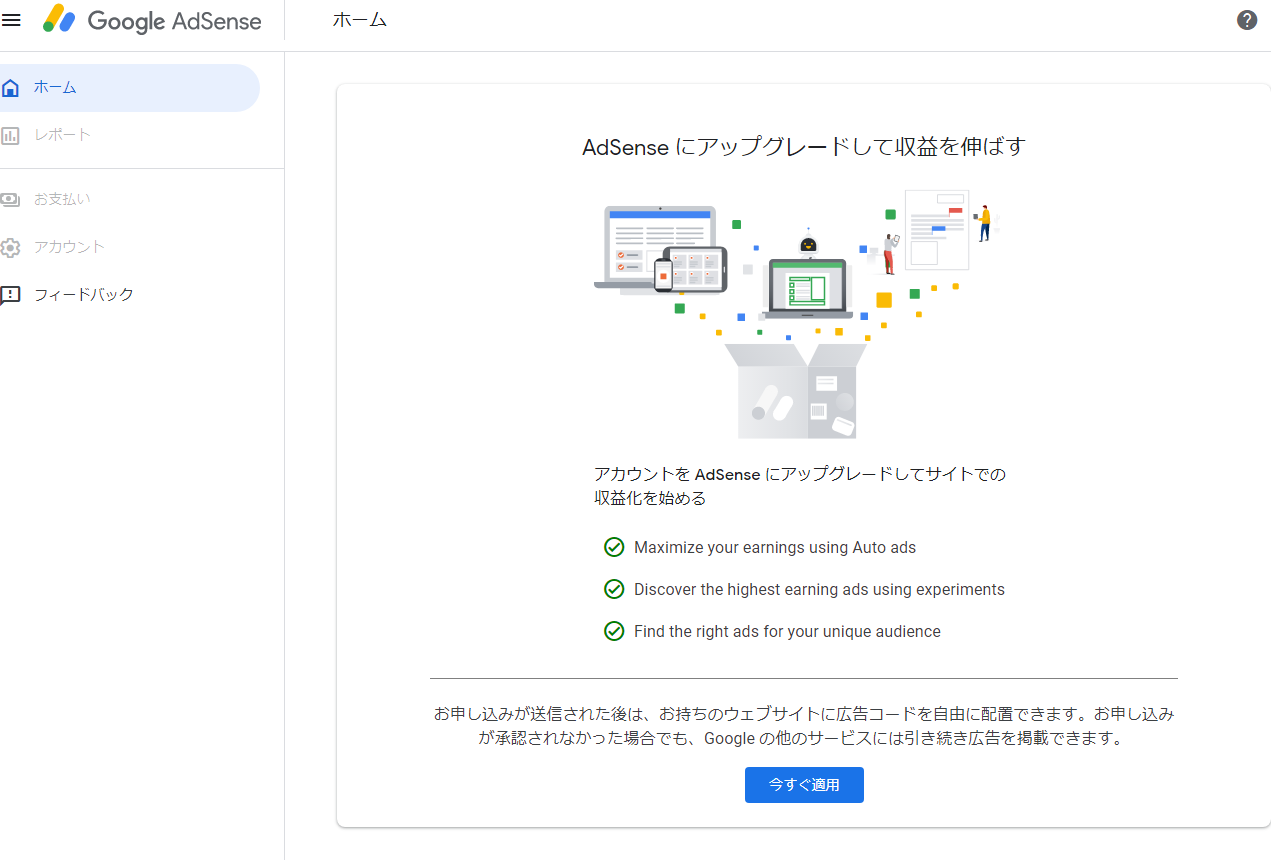 Google AdSense
ホーム
ホーム
レポート
お支払い
アカウント
フィードバック
AdSense にアップグレードして収益を伸ばす
アカウントを AdSense にアップグレードしてサイトでの
収益化を始める
Maximize your earnings using Auto ads
Discover the highest earning ads using experiments
Find the right ads for your unique audience
お申し込みが送信された後は、お持ちのウェブサイトに広告コードを自由に配置できます。お申し込み
が承認されなかった場合でも、Google の他のサービスには引き続き広告を掲載できます。
今すぐ適用